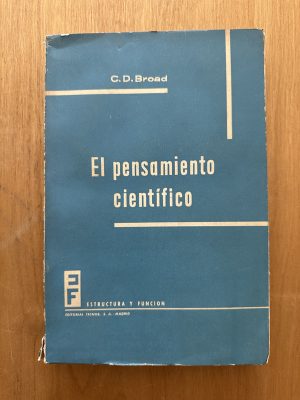 C. D. Broad
El pensamiento
científico
EF
ESTRUCTURA Y FUNCION
EDITORIAL TECNOS, S. A. MADRID